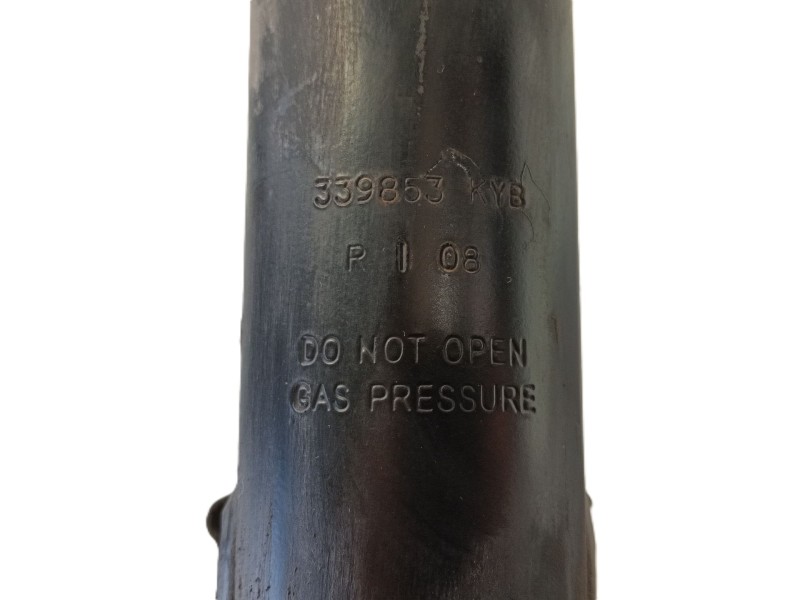 339853 KYB
R I 08
DO NOT OPEN
GAS PRESSURE